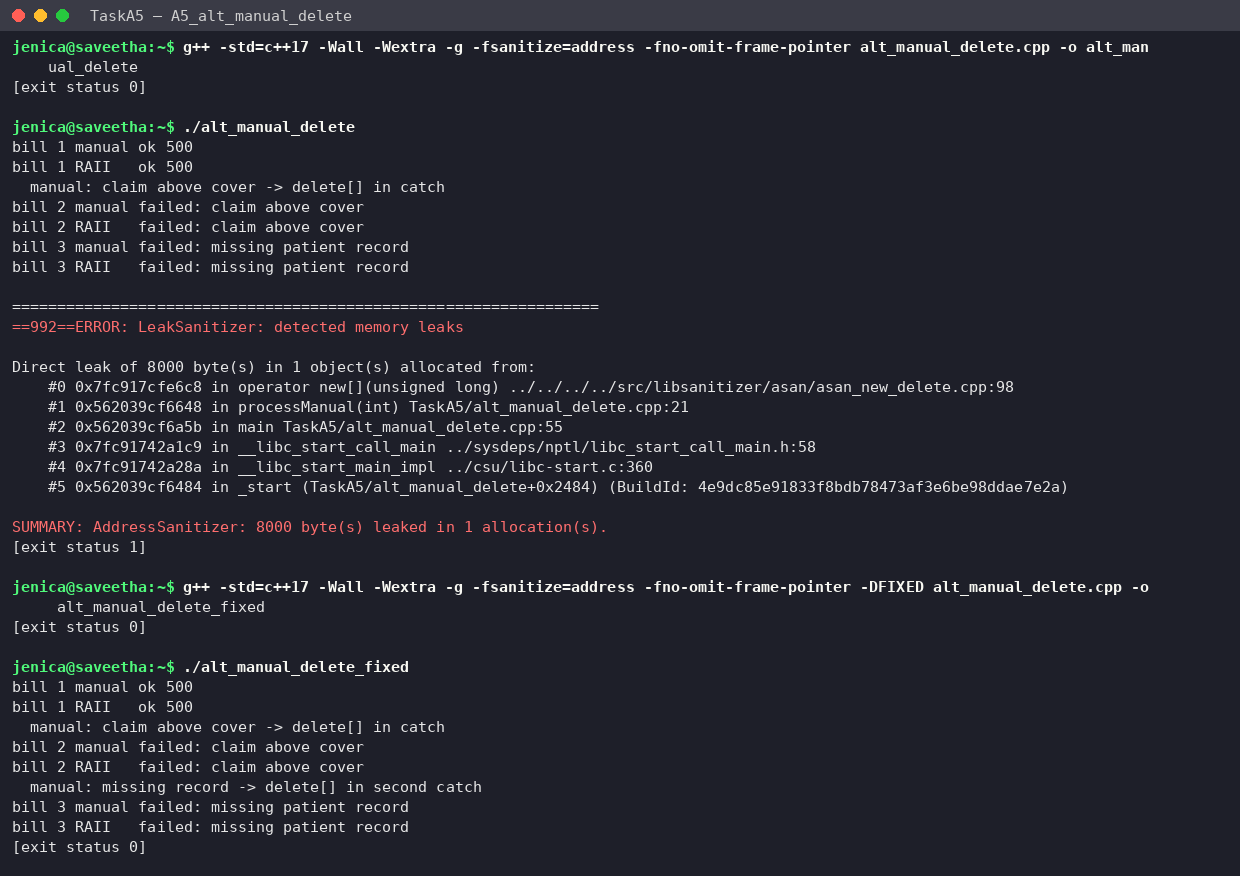 TaskA5 — A5_alt_manual_delete
jenica@saveetha:~$ g++ -std=c++17 -Wall -Wextra -g -fsanitize=address -fno-omit-frame-pointer alt_manual_delete.cpp -o alt_man
    ual_delete
[exit status 0]

jenica@saveetha:~$ ./alt_manual_delete
bill 1 manual ok 500
bill 1 RAII   ok 500
  manual: claim above cover -> delete[] in catch
bill 2 manual failed: claim above cover
bill 2 RAII   failed: claim above cover
bill 3 manual failed: missing patient record
bill 3 RAII   failed: missing patient record

=================================================================
==992==ERROR: LeakSanitizer: detected memory leaks

Direct leak of 8000 byte(s) in 1 object(s) allocated from:
    #0 0x7fc917cfe6c8 in operator new[](unsigned long) ../../../../src/libsanitizer/asan/asan_new_delete.cpp:98
    #1 0x562039cf6648 in processManual(int) TaskA5/alt_manual_delete.cpp:21
    #2 0x562039cf6a5b in main TaskA5/alt_manual_delete.cpp:55
    #3 0x7fc91742a1c9 in __libc_start_call_main ../sysdeps/nptl/libc_start_call_main.h:58
    #4 0x7fc91742a28a in __libc_start_main_impl ../csu/libc-start.c:360
    #5 0x562039cf6484 in _start (TaskA5/alt_manual_delete+0x2484) (BuildId: 4e9dc85e91833f8bdb78473af3e6be98ddae7e2a)

SUMMARY: AddressSanitizer: 8000 byte(s) leaked in 1 allocation(s).
[exit status 1]

jenica@saveetha:~$ g++ -std=c++17 -Wall -Wextra -g -fsanitize=address -fno-omit-frame-pointer -DFIXED alt_manual_delete.cpp -o
     alt_manual_delete_fixed
[exit status 0]

jenica@saveetha:~$ ./alt_manual_delete_fixed
bill 1 manual ok 500
bill 1 RAII   ok 500
  manual: claim above cover -> delete[] in catch
bill 2 manual failed: claim above cover
bill 2 RAII   failed: claim above cover
  manual: missing record -> delete[] in second catch
bill 3 manual failed: missing patient record
bill 3 RAII   failed: missing patient record
[exit status 0]